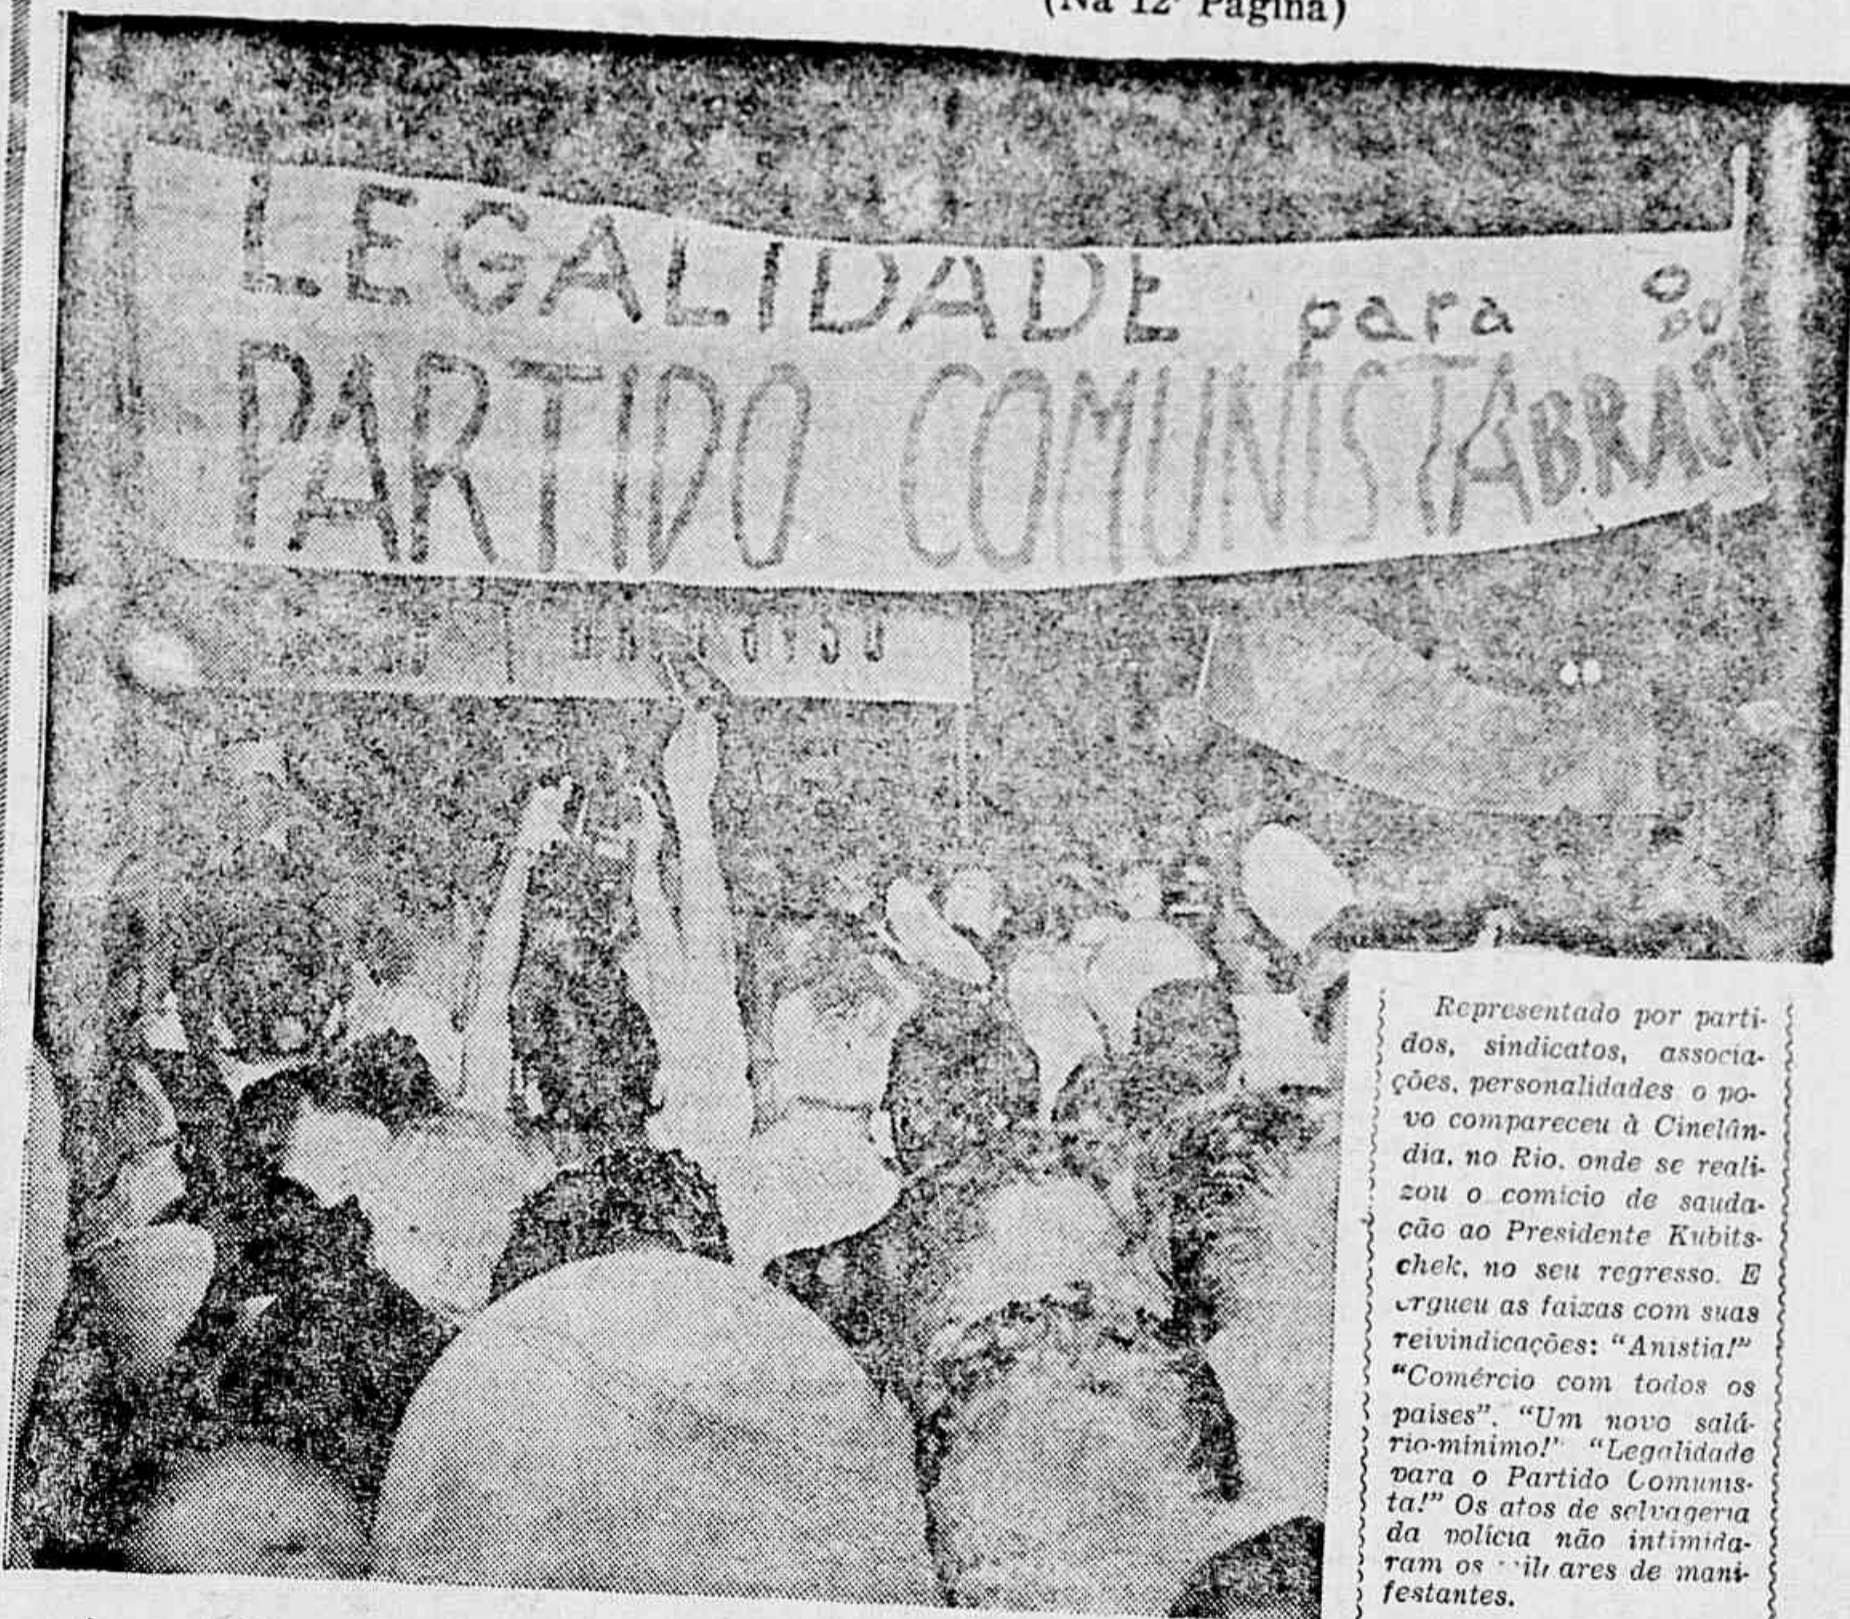 (Na 12ª Página)
LEGALIDADE para o
DO
PARTIDO COMUNISTA BRASI
Representado por parti-
dos, sindicatos, associa-
ções, personalidades o po-
vo compareceu à Cinelân-
dia, no Rio, onde se reali-
zou o comício de sauda-
ção ao Presidente Kubits-
chek, no seu regresso. E
ergueu as faixas com suas
reivindicações: "Anistia!"
"Comércio com todos os
países", "Um novo salá-
rio-mínimo!" "Legalidade
para o Partido Comunis-
ta!" Os atos de selvageria
da polícia não intimida-
ram os milhares de mani-
festantes.